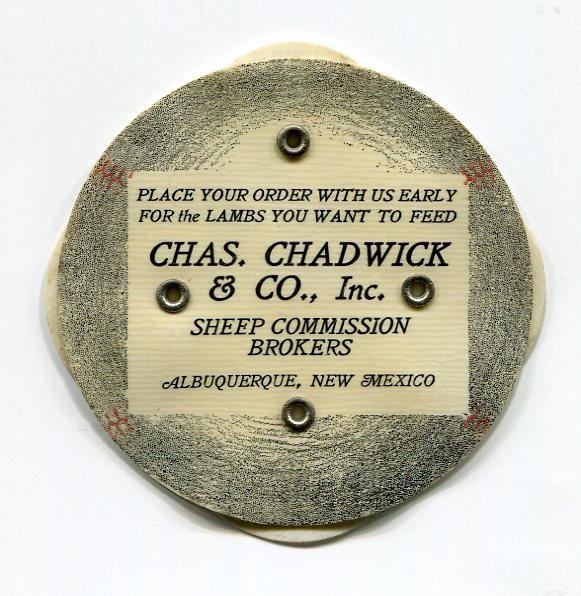 PLACE YOUR ORDER WITH US EARLY
FOR the LAMBS YOU WANT TO FEED
CHAS. CHADWICK
& CO., Inc.
SHEEP COMMISSION
BROKERS
ALBUQUERQUE, NEW MEXICO